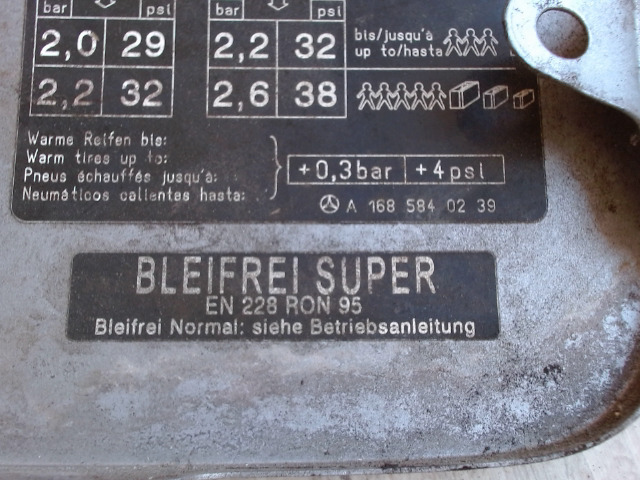 bar psi bar psi
2,0 29 2,2 32 bis/jusqu'à
up to/hasta
2,2 32 2,6 38
Warme Reifen bis:
Warm tires up to:
Pneus échauffés jusqu'à:
Neumáticos calientes hasta:
+0,3bar +4psi
A 168 584 02 39
BLEIFREI SUPER
EN 228 RON 95
Bleifrei Normal: siehe Betriebsanleitung